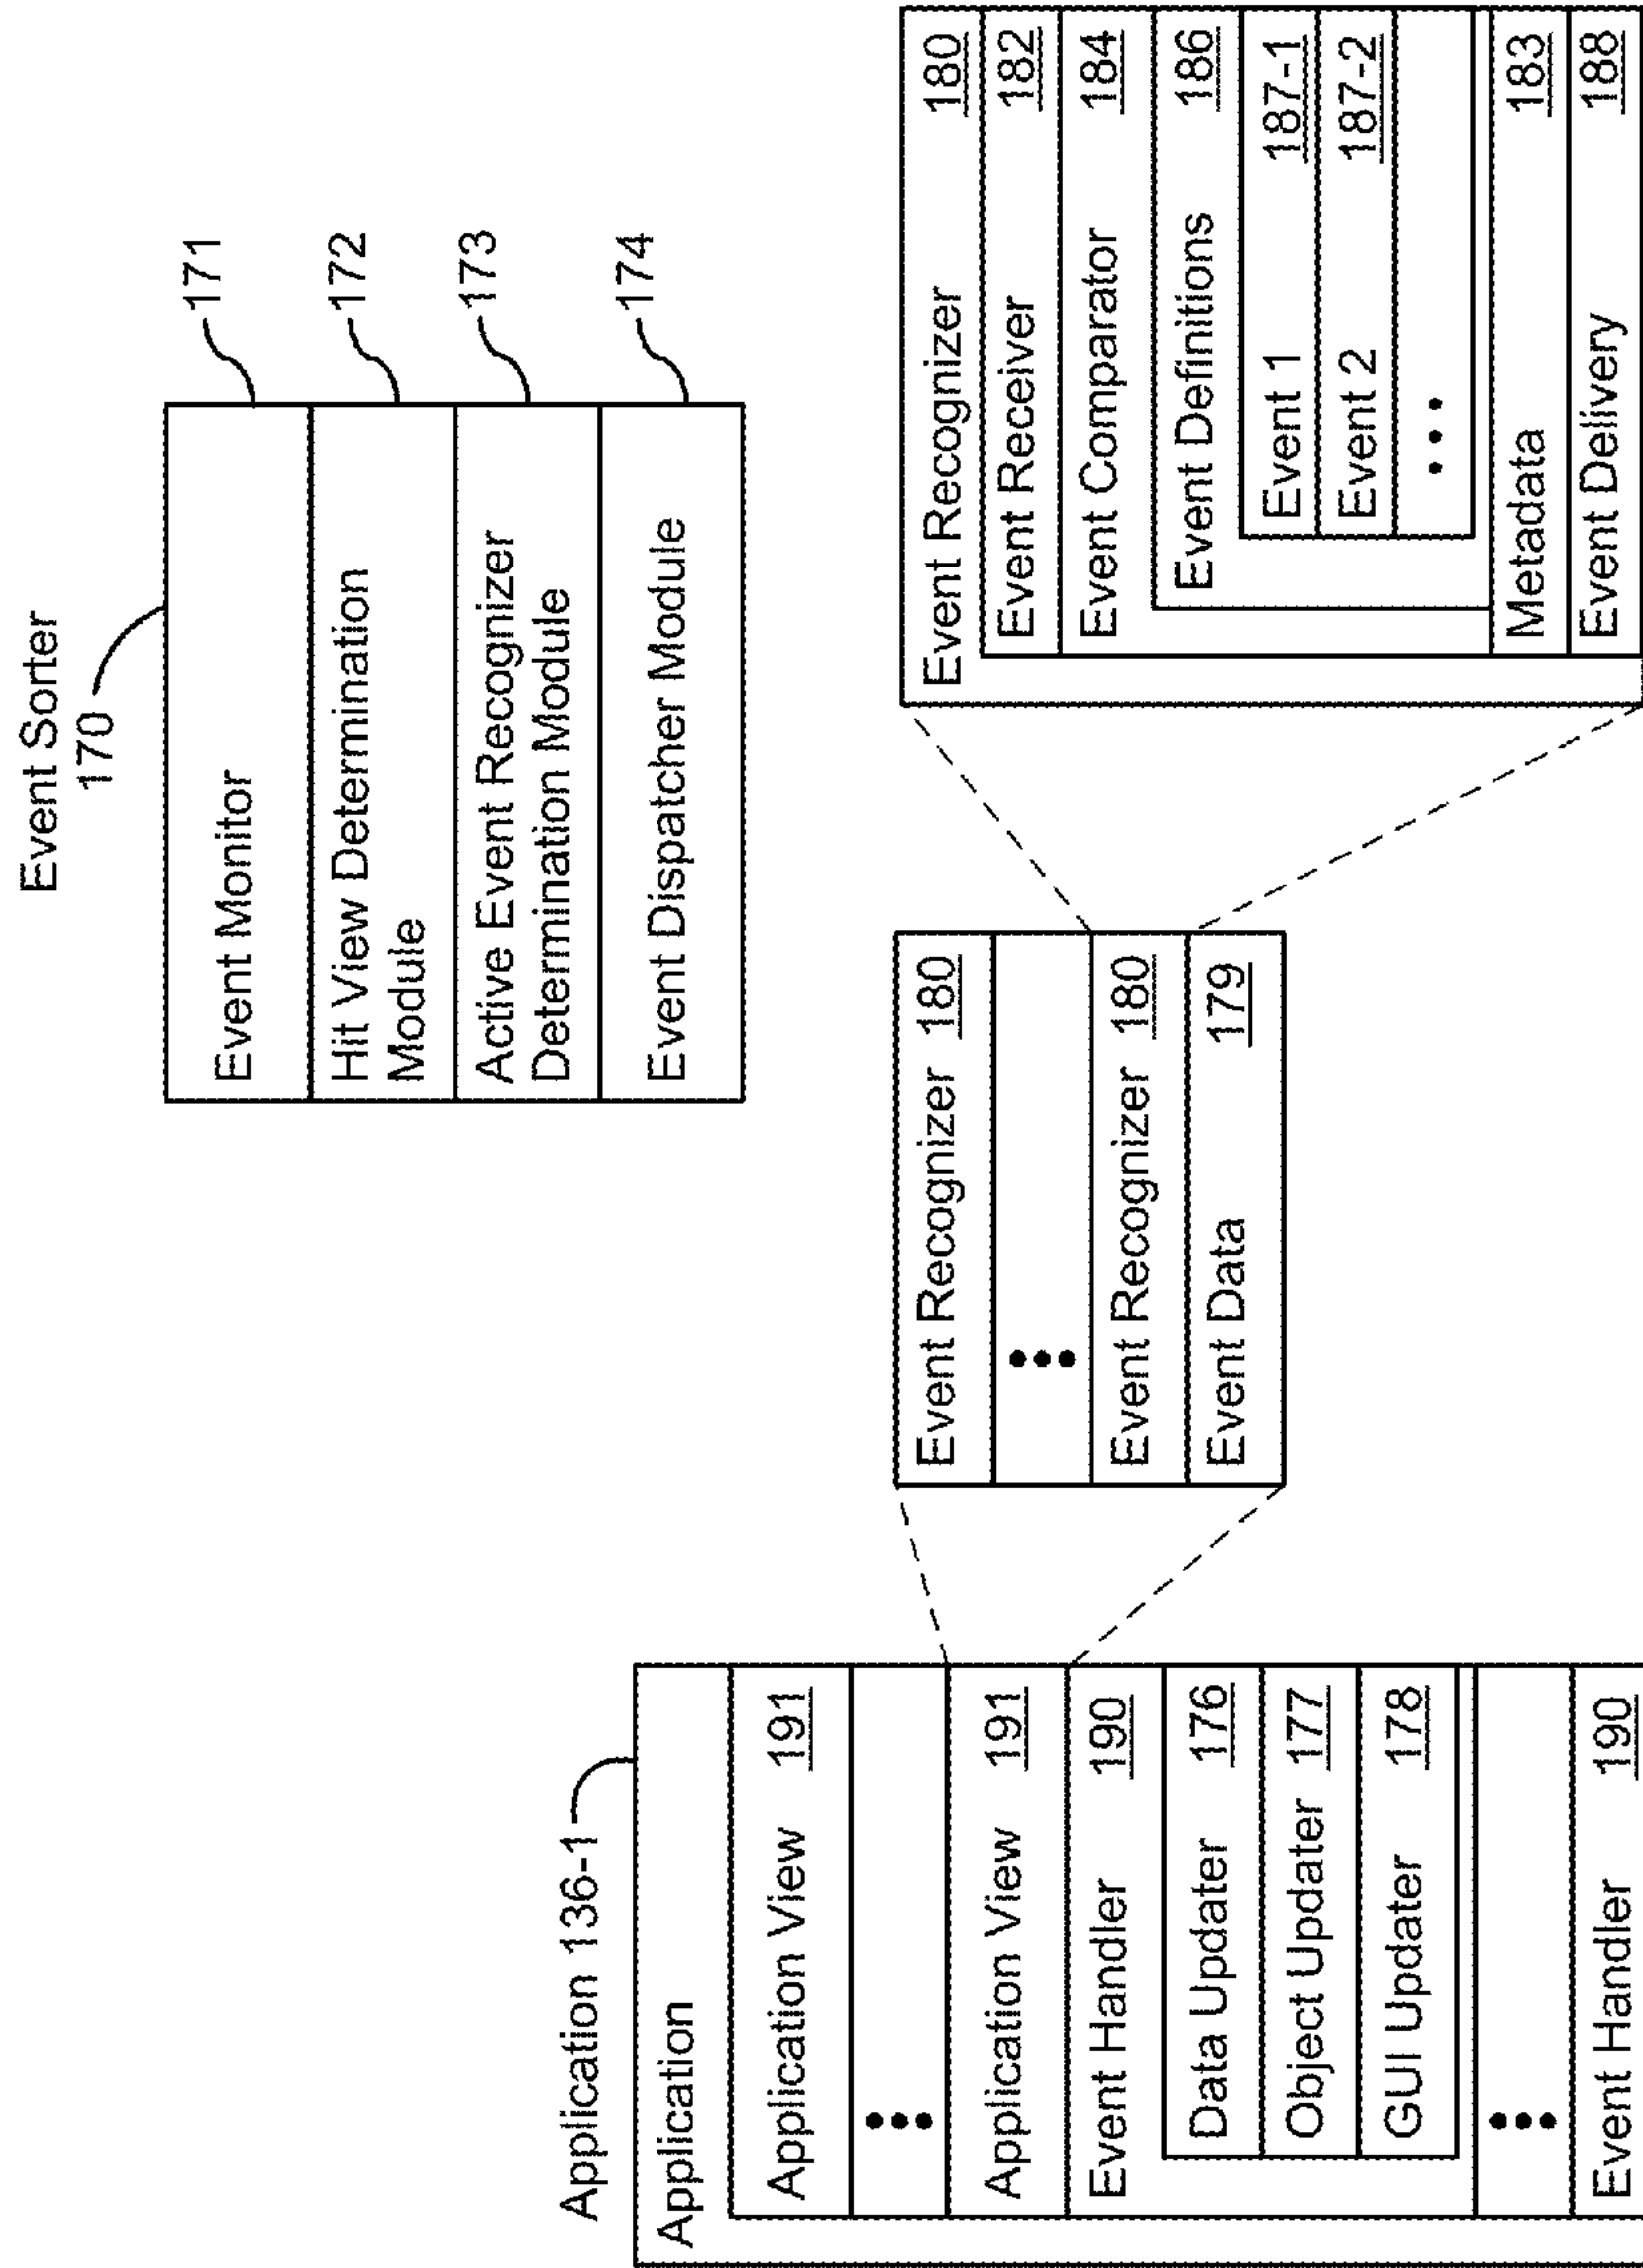 Event Sorter
170
Event Monitor
171
Hit View Determination
Module
172
Active Event Recognizer
Determination Module
173
Event Dispatcher Module
174
Application 136-1
Application
Application View 191
Application View 191
Event Handler 190
Data Updater 176
Object Updater 177
GUI Updater 178
Event Handler 190
Event Recognizer 180
Event Recognizer 180
Event Data 179
Event Recognizer 180
Event Receiver 182
Event Comparator 184
Event Definitions 186
Event 1 187-1
Event 2 187-2
Metadata 183
Event Delivery 188